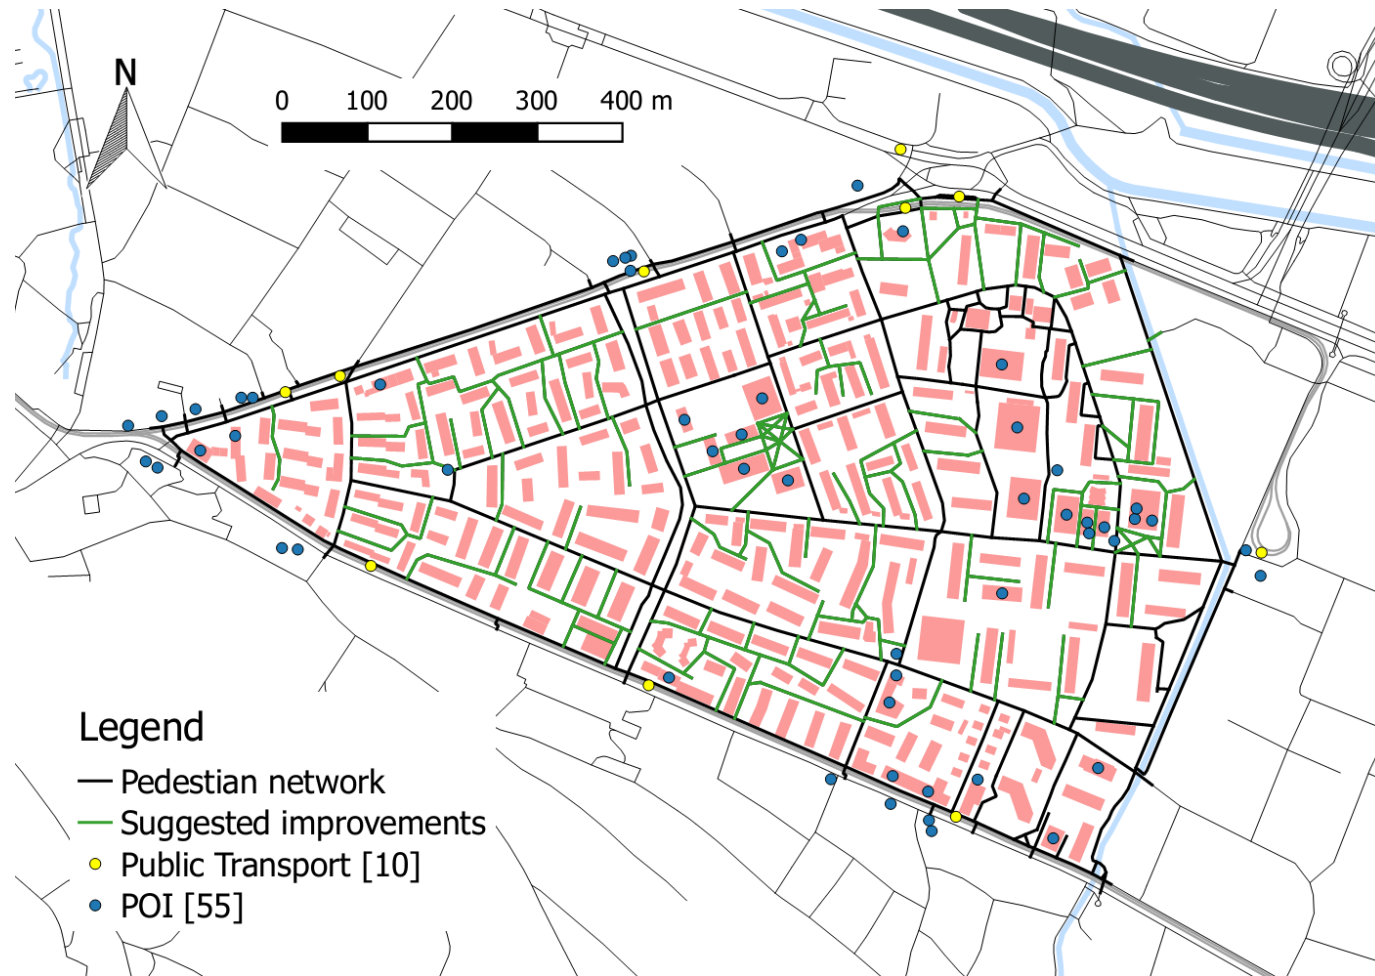 N
0 100 200 300 400 m
Legend
Pedestian network
Suggested improvements
Public Transport [10]
POI [55]